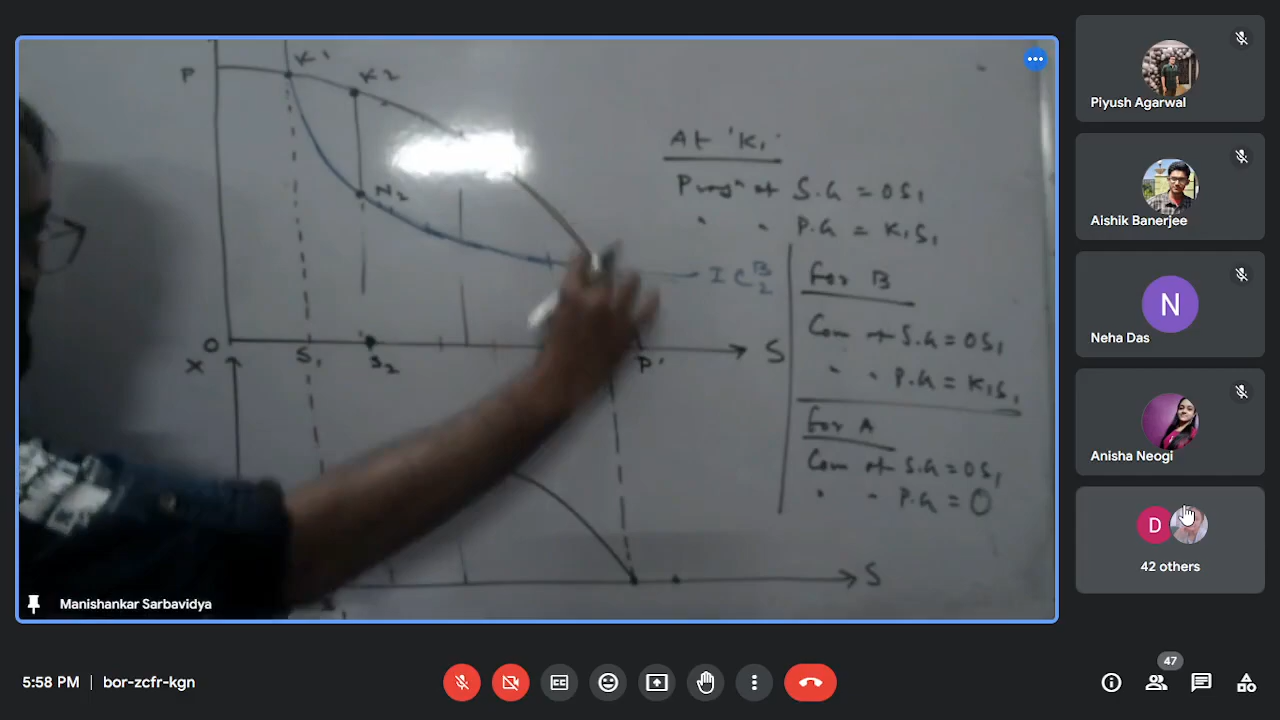 K1
K2
P
N2
At 'K1'
Prodn of S.G = OS1
" " P.G = K1S1
IC2B
For B
Con of S.G = OS1
" " P.G = K1S1
For A
Con of S.G = OS1
" " P.G = 0
O
S1
S2
P'
S
X
S
Manishankar Sarbavidya
Piyush Agarwal
Aishik Banerjee
N
Neha Das
Anisha Neogi
D
42 others
5:58 PM | bor-zcfr-kgn
47